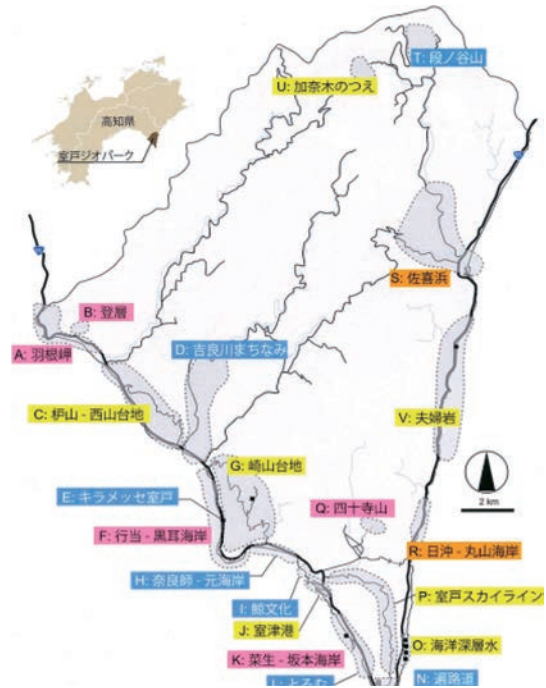 T: 段ノ谷山
U: 加奈木のつえ
高知県
室戸ジオパーク
S: 佐喜浜
B: 登層
A: 羽根岬
D: 吉良川まちなみ
C: 枦山 - 西山台地
V: 夫婦岩
G: 崎山台地
2 km
E: キラメッセ室戸
Q: 四十寺山
F: 行当 - 黒耳海岸
R: 日沖 - 丸山海岸
H: 奈良師 - 元海岸
P: 室戸スカイライン
I: 鯨文化
J: 室津港
O: 海洋深層水
K: 菜生 - 坂本海岸
N: 遍路道